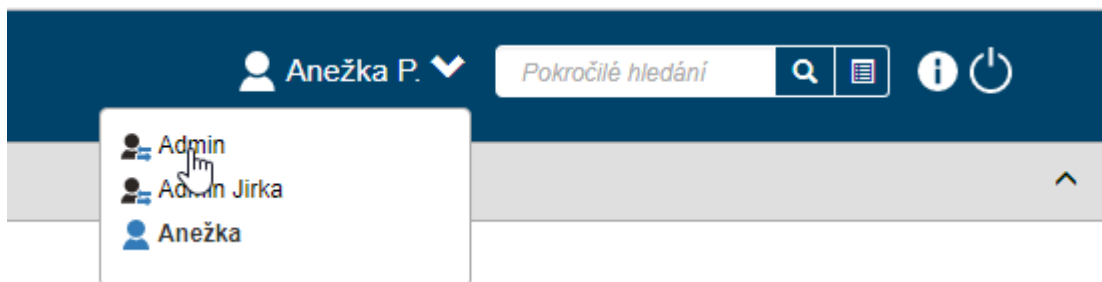 Anežka P.
Pokročilé hledání
Admin
Admin Jirka
Anežka